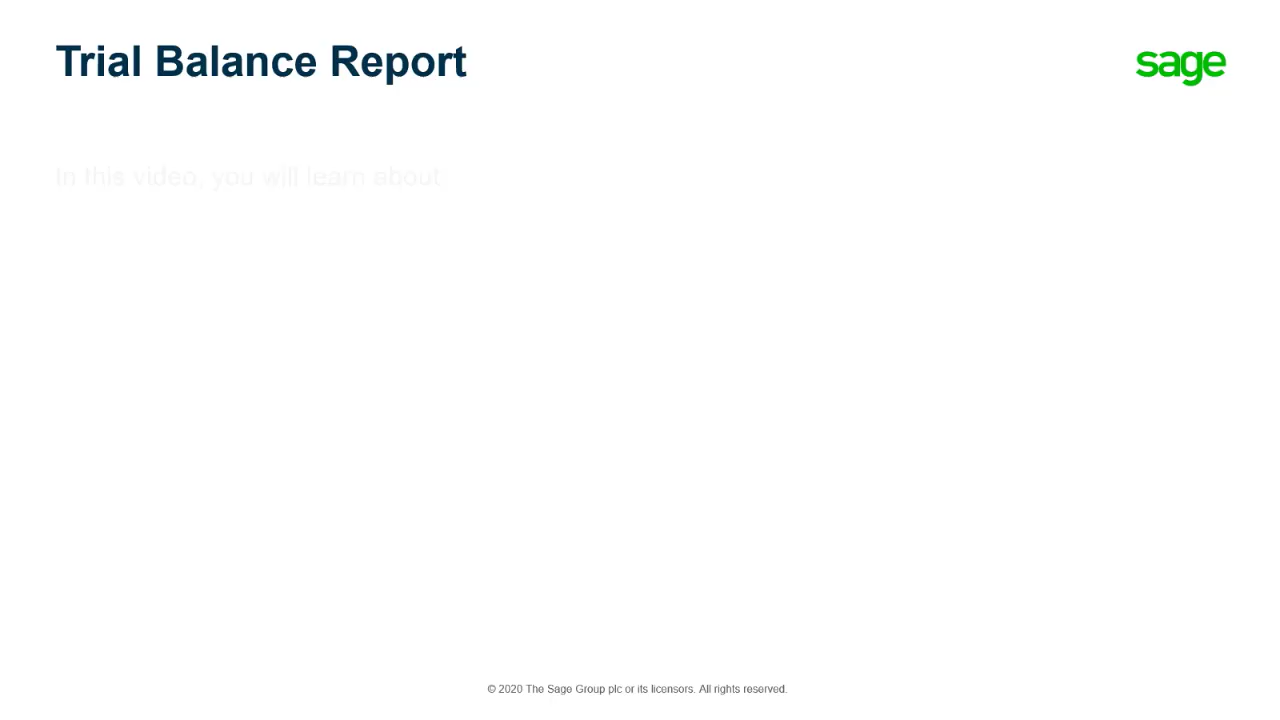 Trial Balance Report
sage
In this video, you will learn about
© 2020 The Sage Group plc or its licensors. All rights reserved.